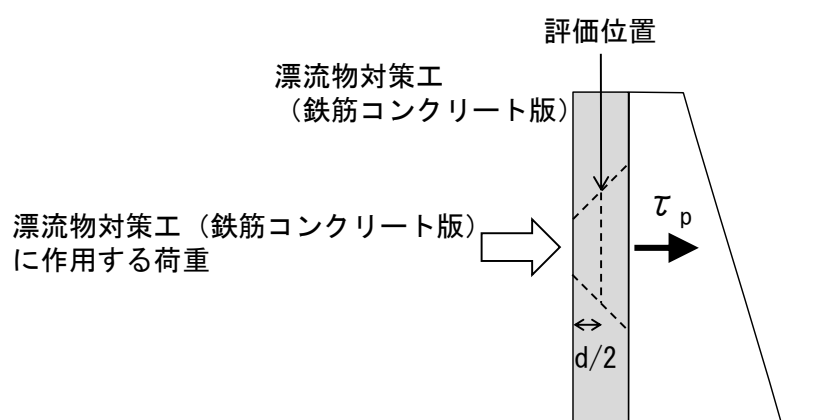 評価位置
漂流物対策工
（鉄筋コンクリート版）
漂流物対策工（鉄筋コンクリート版）
に作用する荷重
τp
d/2